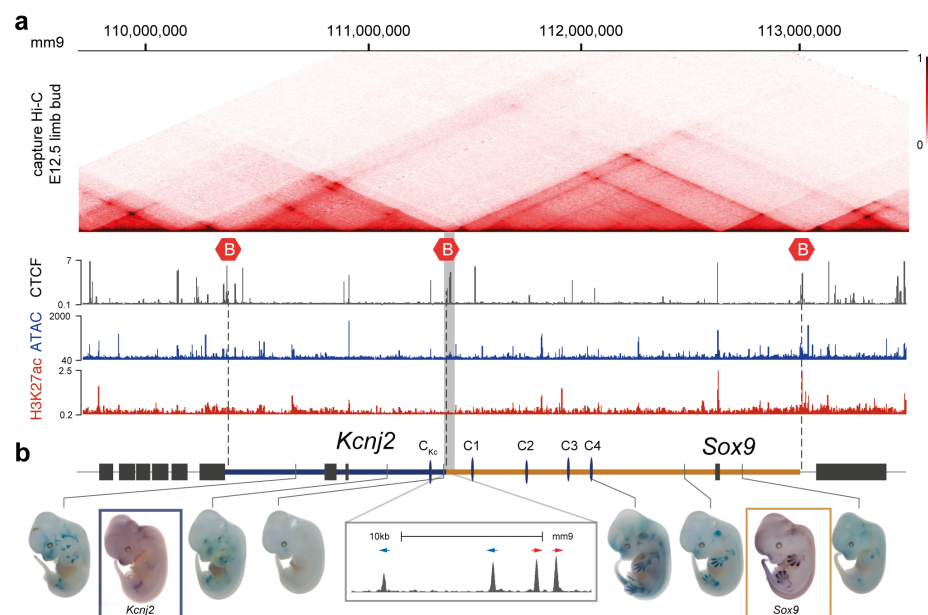 a
110,000,000 111,000,000 112,000,000 113,000,000
mm9
capture Hi-C
E12.5 limb bud
1
0
B B B
CTCF
7
0.1
ATAC
2000
40
H3K27ac
2.5
0.2
b
Kcnj2 CKc C1 C2 C3 C4 Sox9
10kb mm9
Kcnj2 Sox9